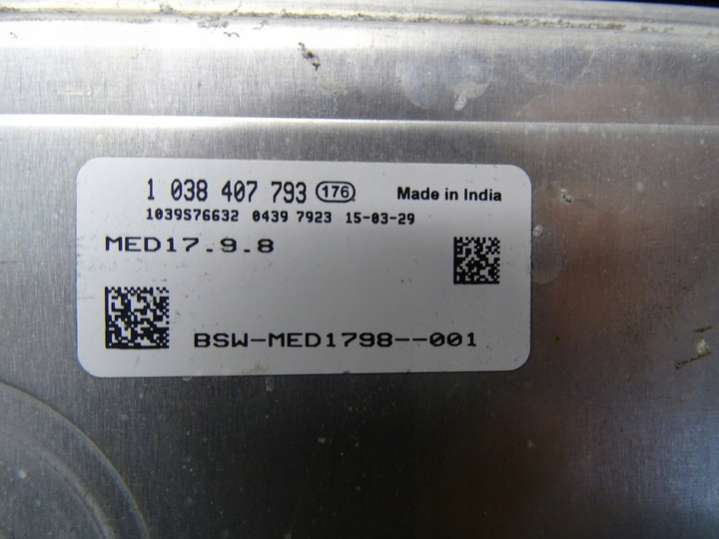 1 038 407 793 176 Made in India
1039S76632 0439 7923 15-03-29
MED17.9.8
BSW-MED1798--001